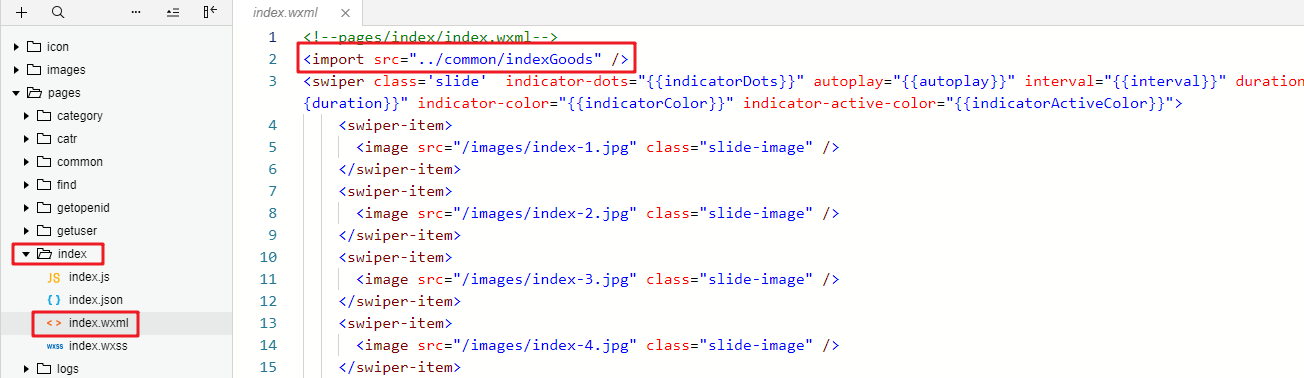 index.wxml
icon
images
pages
category
catr
common
find
getopenid
getuser
index
JS index.js
{ } index.json
< > index.wxml
wxss index.wxss
logs
1 <!--pages/index/index.wxml-->
2 <import src="../common/indexGoods" />
3 <swiper class='slide'  indicator-dots="{{indicatorDots}}" autoplay="{{autoplay}}" interval="{{interval}}" duration
{duration}}" indicator-color="{{indicatorColor}}" indicator-active-color="{{indicatorActiveColor}}">
4 <swiper-item>
5 <image src="/images/index-1.jpg" class="slide-image" />
6 </swiper-item>
7 <swiper-item>
8 <image src="/images/index-2.jpg" class="slide-image" />
9 </swiper-item>
10 <swiper-item>
11 <image src="/images/index-3.jpg" class="slide-image" />
12 </swiper-item>
13 <swiper-item>
14 <image src="/images/index-4.jpg" class="slide-image" />
15 </swiper-item>